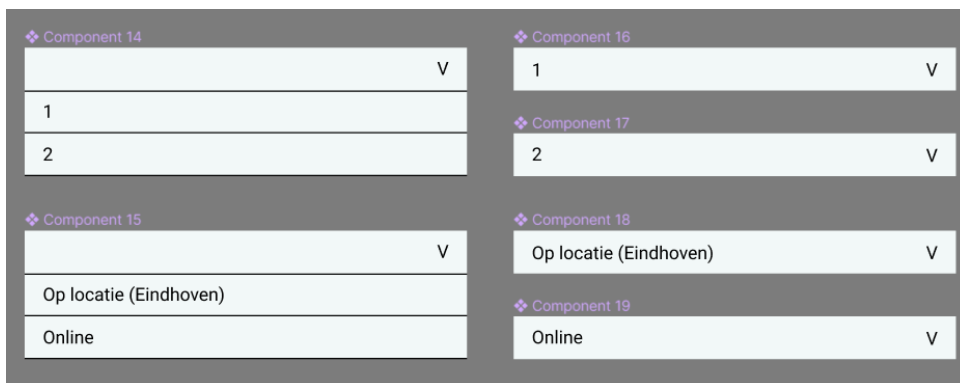 Component 14
V
1
2
Component 15
V
Op locatie (Eindhoven)
Online
Component 16
1 V
Component 17
2 V
Component 18
Op locatie (Eindhoven) V
Component 19
Online V